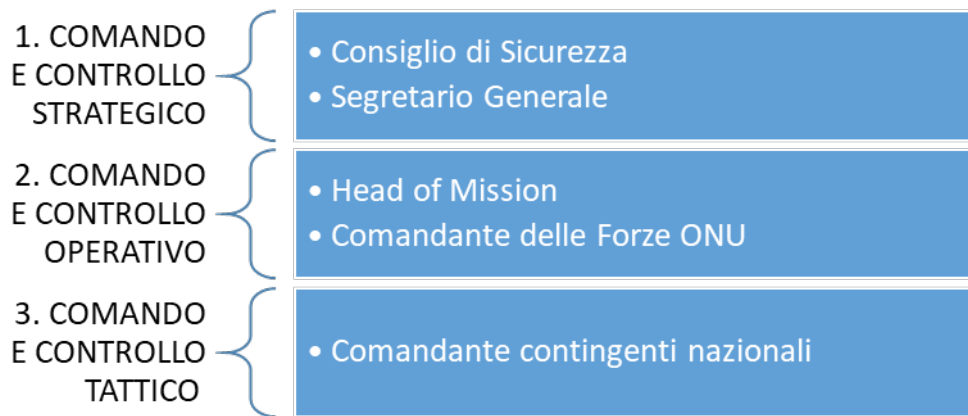 1. COMANDO
E CONTROLLO
STRATEGICO
• Consiglio di Sicurezza
• Segretario Generale
2. COMANDO
E CONTROLLO
OPERATIVO
• Head of Mission
• Comandante delle Forze ONU
3. COMANDO
E CONTROLLO
TATTICO
• Comandante contingenti nazionali